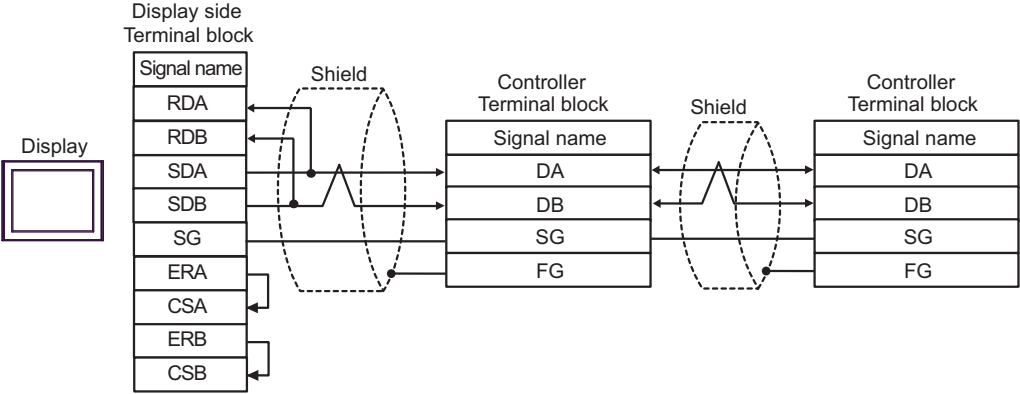 Display side
Terminal block
Signal name
RDA
RDB
SDA
SDB
SG
ERA
CSA
ERB
CSB
Display
Shield
Controller
Terminal block
Signal name
DA
DB
SG
FG
Shield
Controller
Terminal block
Signal name
DA
DB
SG
FG